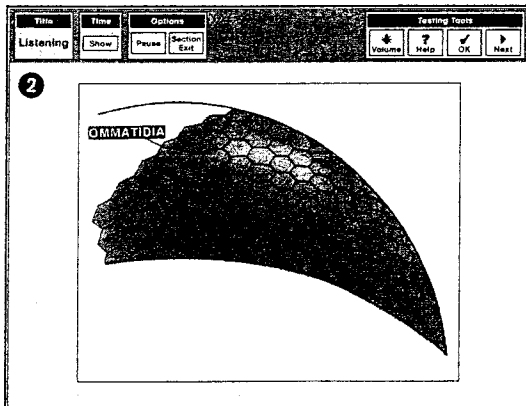 Title
Time
Options
Testing Tools
Listening
Show
Pause
Section
Exit
Volume
?
Help
OK
Next
2
OMMATIDIA